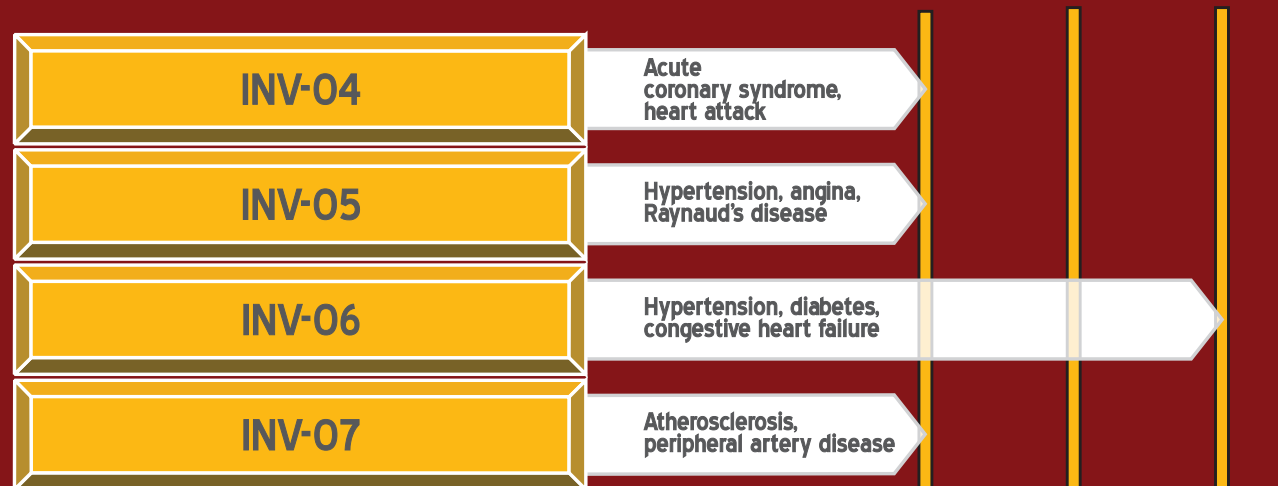 INV-04
Acute
coronary syndrome,
heart attack
INV-05
Hypertension, angina,
Raynaud's disease
INV-06
Hypertension, diabetes,
congestive heart failure
INV-07
Atherosclerosis,
peripheral artery disease